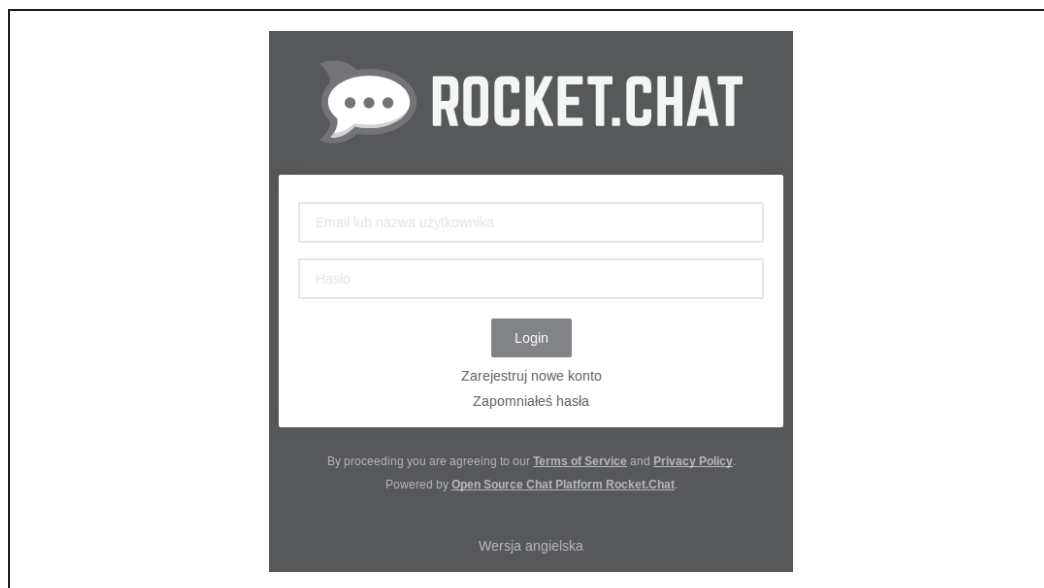 ROCKET.CHAT
Email lub nazwa użytkownika
Hasło
Login
Zarejestruj nowe konto
Zapomniałeś hasła
By proceeding you are agreeing to our Terms of Service and Privacy Policy.
Powered by Open Source Chat Platform Rocket.Chat.
Wersja angielska